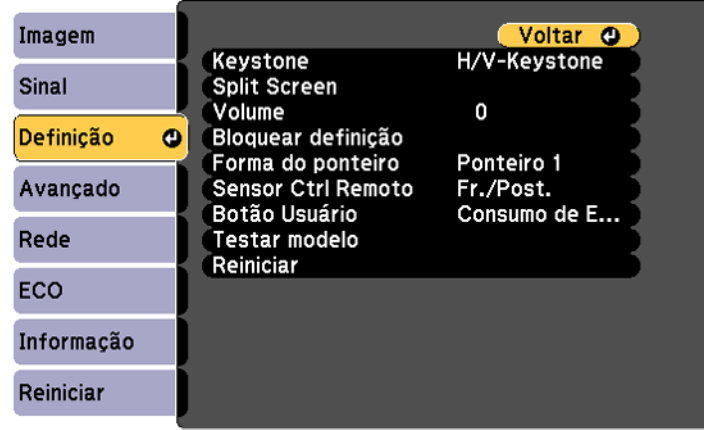 Imagem
Sinal
Definição
Avançado
Rede
ECO
Informação
Reiniciar
Voltar
Keystone H/V-Keystone
Split Screen
Volume 0
Bloquear definição
Forma do ponteiro Ponteiro 1
Sensor Ctrl Remoto Fr./Post.
Botão Usuário Consumo de E...
Testar modelo
Reiniciar